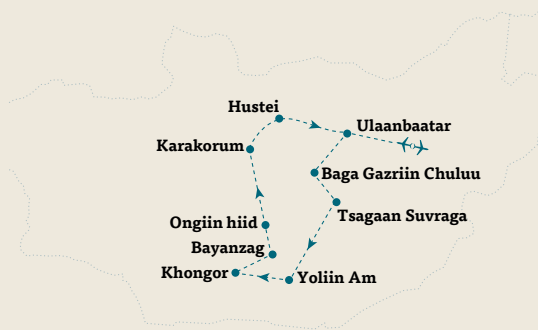 Hustei
Ulaanbaatar
Karakorum
Baga Gazriin Chuluu
Tsagaan Suvraga
Ongiin hiid
Bayanzag
Khongor
Yoliin Am